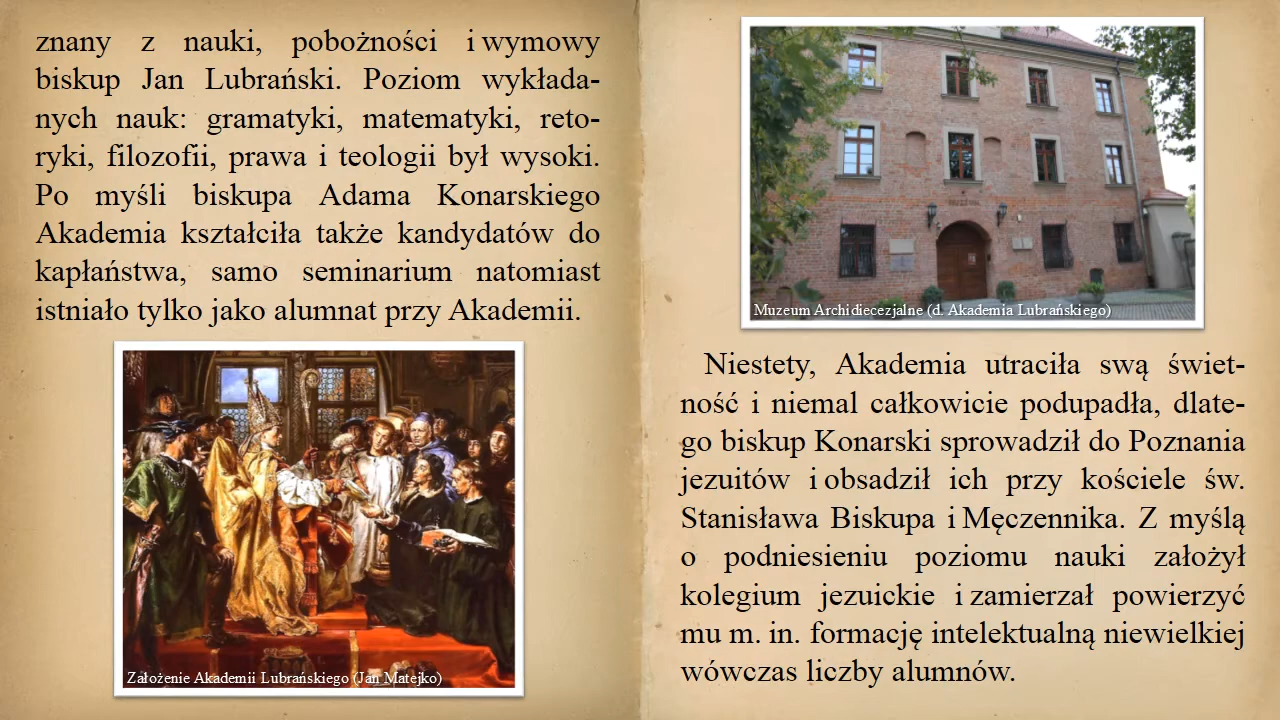 znany z nauki, pobożności i wymowy
biskup Jan Lubrański. Poziom wykłada-
nych nauk: gramatyki, matematyki, reto-
ryki, filozofii, prawa i teologii był wysoki.
Po myśli biskupa Adama Konarskiego
Akademia kształciła także kandydatów do
kapłaństwa, samo seminarium natomiast
istniało tylko jako alumnat przy Akademii.
Założenie Akademii Lubrańskiego (Jan Matejko)
MUZEUM
Muzeum Archidiecezjalne (d. Akademia Lubrańskiego)
Niestety, Akademia utraciła swą świet-
ność i niemal całkowicie podupadła, dlate-
go biskup Konarski sprowadził do Poznania
jezuitów i obsadził ich przy kościele św.
Stanisława Biskupa i Męczennika. Z myślą
o podniesieniu poziomu nauki założył
kolegium jezuickie i zamierzał powierzyć
mu m. in. formację intelektualną niewielkiej
wówczas liczby alumnów.